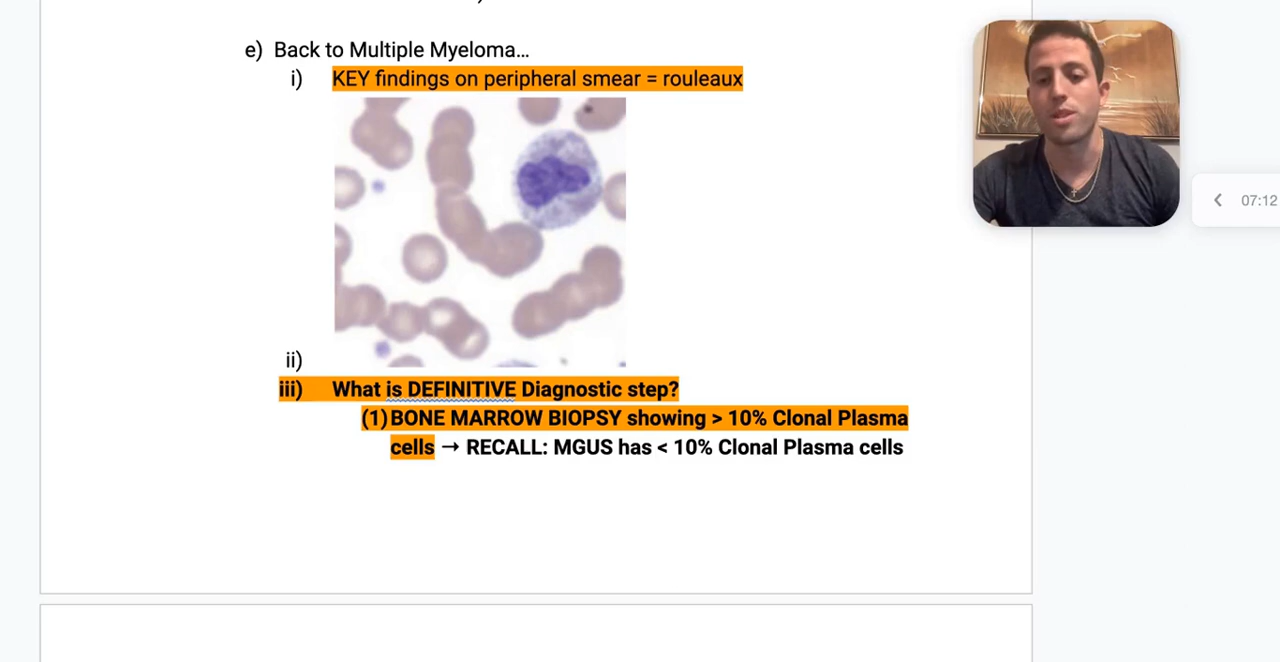 e) Back to Multiple Myeloma...
i) KEY findings on peripheral smear = rouleaux
ii)
iii) What is DEFINITIVE Diagnostic step?
(1) BONE MARROW BIOPSY showing > 10% Clonal Plasma
cells → RECALL: MGUS has < 10% Clonal Plasma cells
07:12